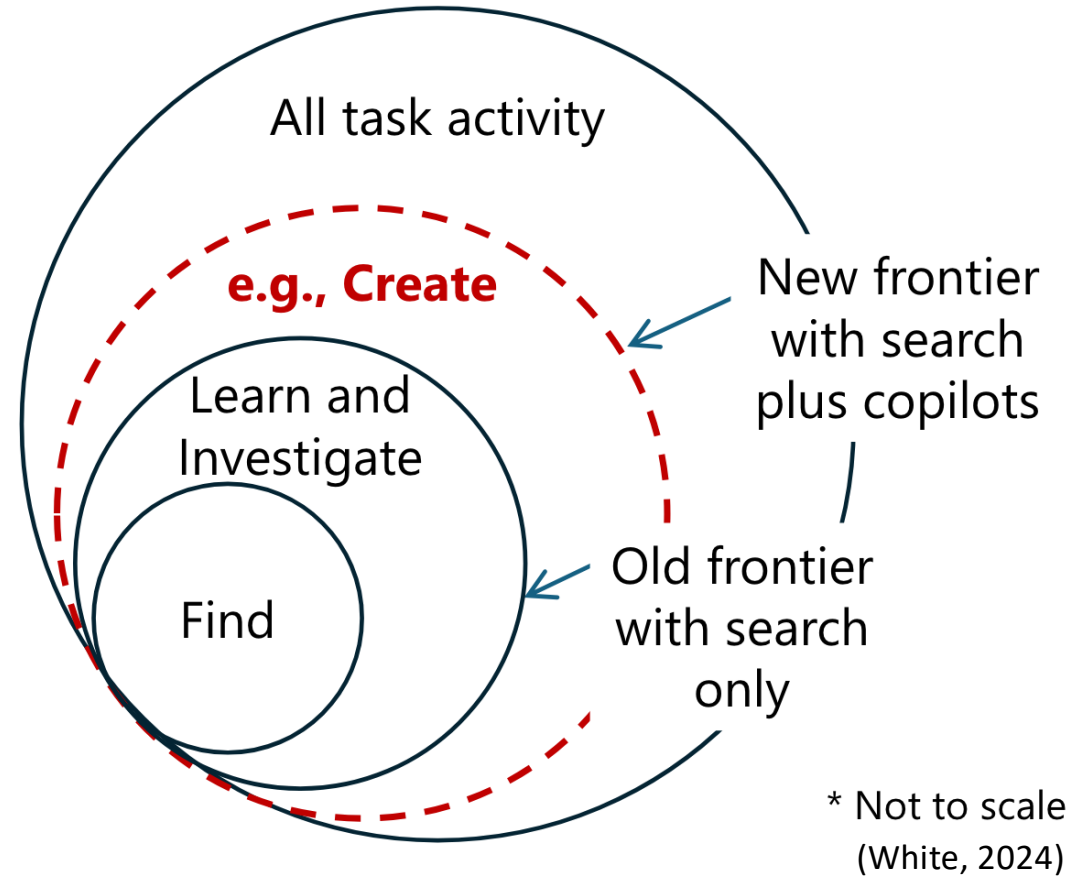 All task activity
e.g., Create
New frontier
with search
plus copilots
Learn and
Investigate
Old frontier
with search
only
Find
* Not to scale
(White, 2024)